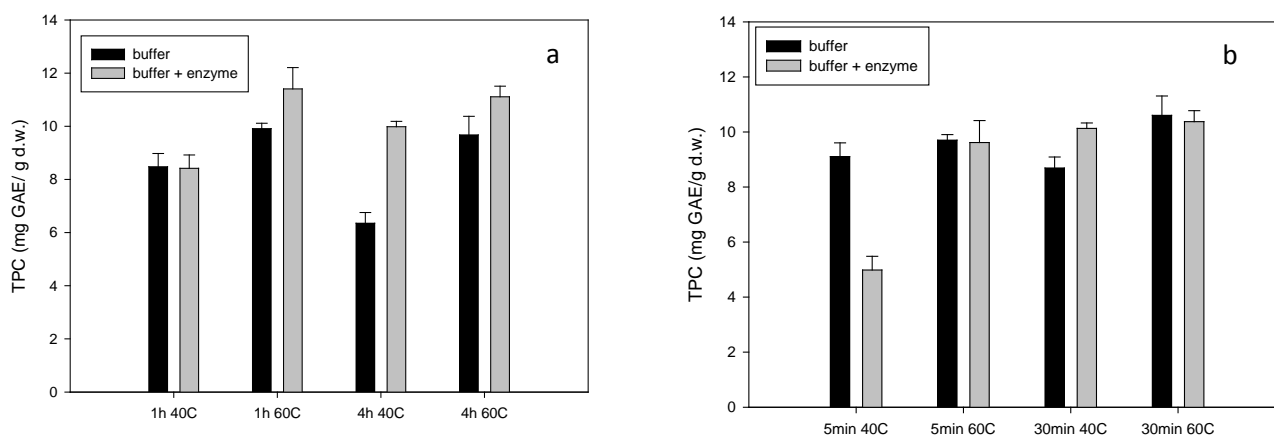 14
12
10
8
6
4
2
0
TPC (mg GAE/ g d.w.)
buffer
buffer + enzyme
a
1h 40C 1h 60C 4h 40C 4h 60C
14
12
10
8
6
4
2
0
TPC (mg GAE/g d.w.)
buffer
buffer + enzyme
b
5min 40C 5min 60C 30min 40C 30min 60C